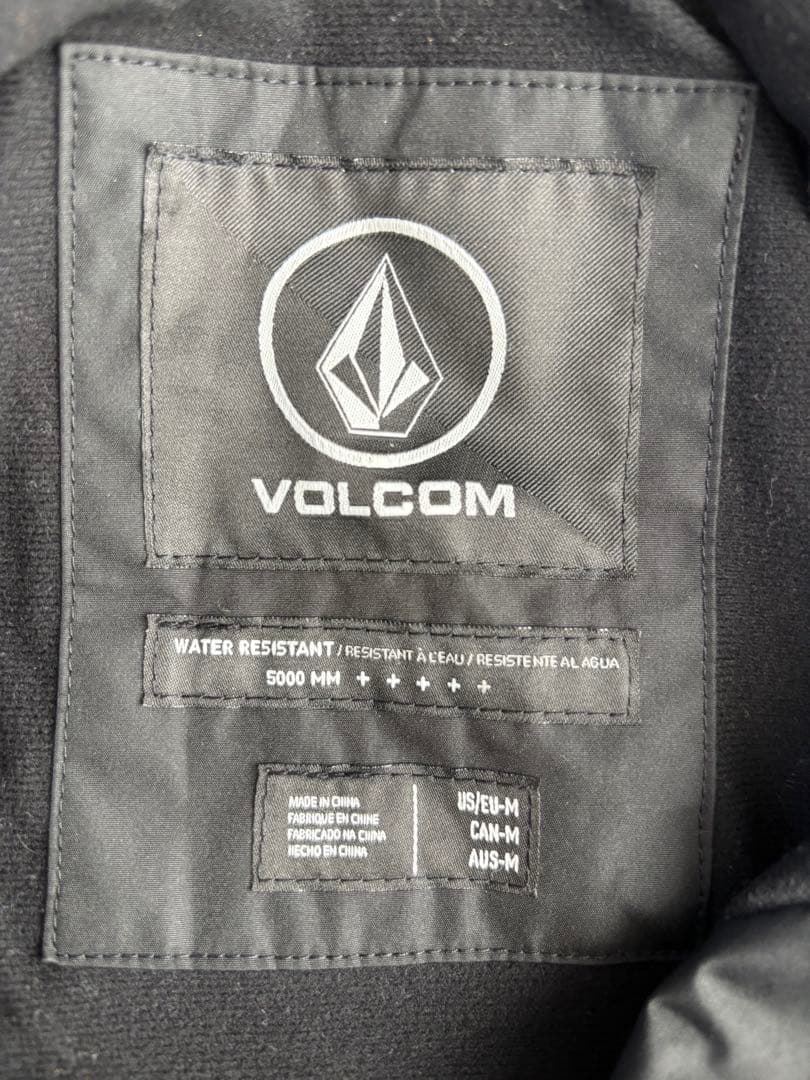 VOLCOM
WATER RESISTANT / RESISTANT À L'EAU / RESISTENTE AL AGUA
5000 MM + + + + +
MADE IN CHINA
FABRIQUE EN CHINE
FABRICADO NA CHINA
HECHO EN CHINA
US/EU-M
CAN-M
AUS-M